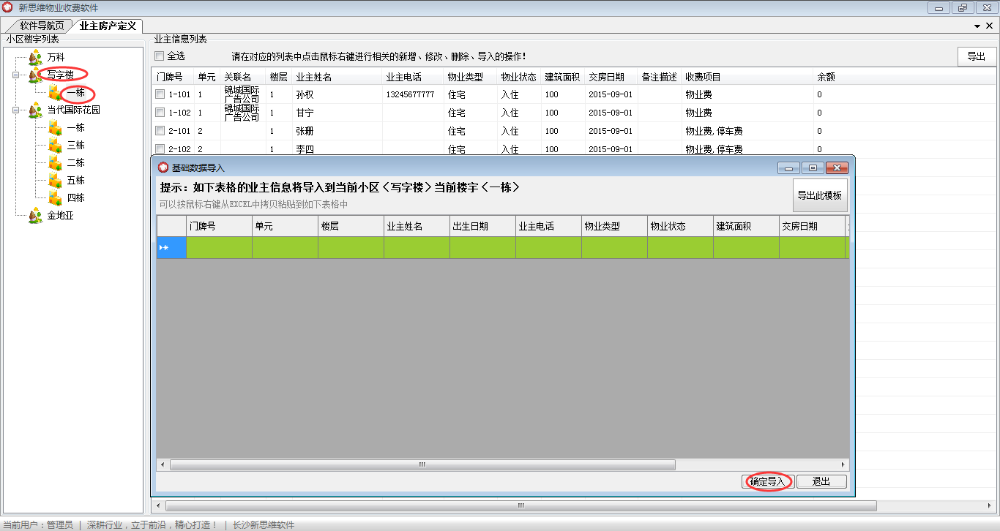 新思维物业收费软件
软件导航页 业主房产定义
小区楼宇列表
万科
写字楼
一栋
当代国际花园
一栋
三栋
二栋
五栋
四栋
金地亚
业主信息列表
全选 请在对应的列表中点击鼠标右键进行相关的新增、修改、删除、导入的操作！ 导出
门牌号 单元 关联名 楼层 业主姓名 业主电话 物业类型 物业状态 建筑面积 交房日期 备注描述 收费项目 余额
1-101 1 锦城国际广告公司 1 孙权 13245677777 住宅 入住 100 2015-09-01 物业费 0
1-102 1 锦城国际广告公司 1 甘宁 住宅 入住 100 2015-09-01 物业费 0
2-101 2 1 张珊 住宅 入住 100 2015-09-01 物业费,停车费 0
2-102 2 1 李四 住宅 入住 100 2015-09-01 物业费,停车费 0
基础数据导入
提示：如下表格的业主信息将导入到当前小区〈写字楼〉当前楼宇〈一栋〉
可以按鼠标右键从EXCEL中拷贝粘贴到如下表格中
导出此模板
门牌号 单元 楼层 业主姓名 出生日期 业主电话 物业类型 物业状态 建筑面积 交房日期
确定导入 退出
当前用户：管理员 | 深耕行业，立于前沿，精心打造！ | 长沙新思维软件